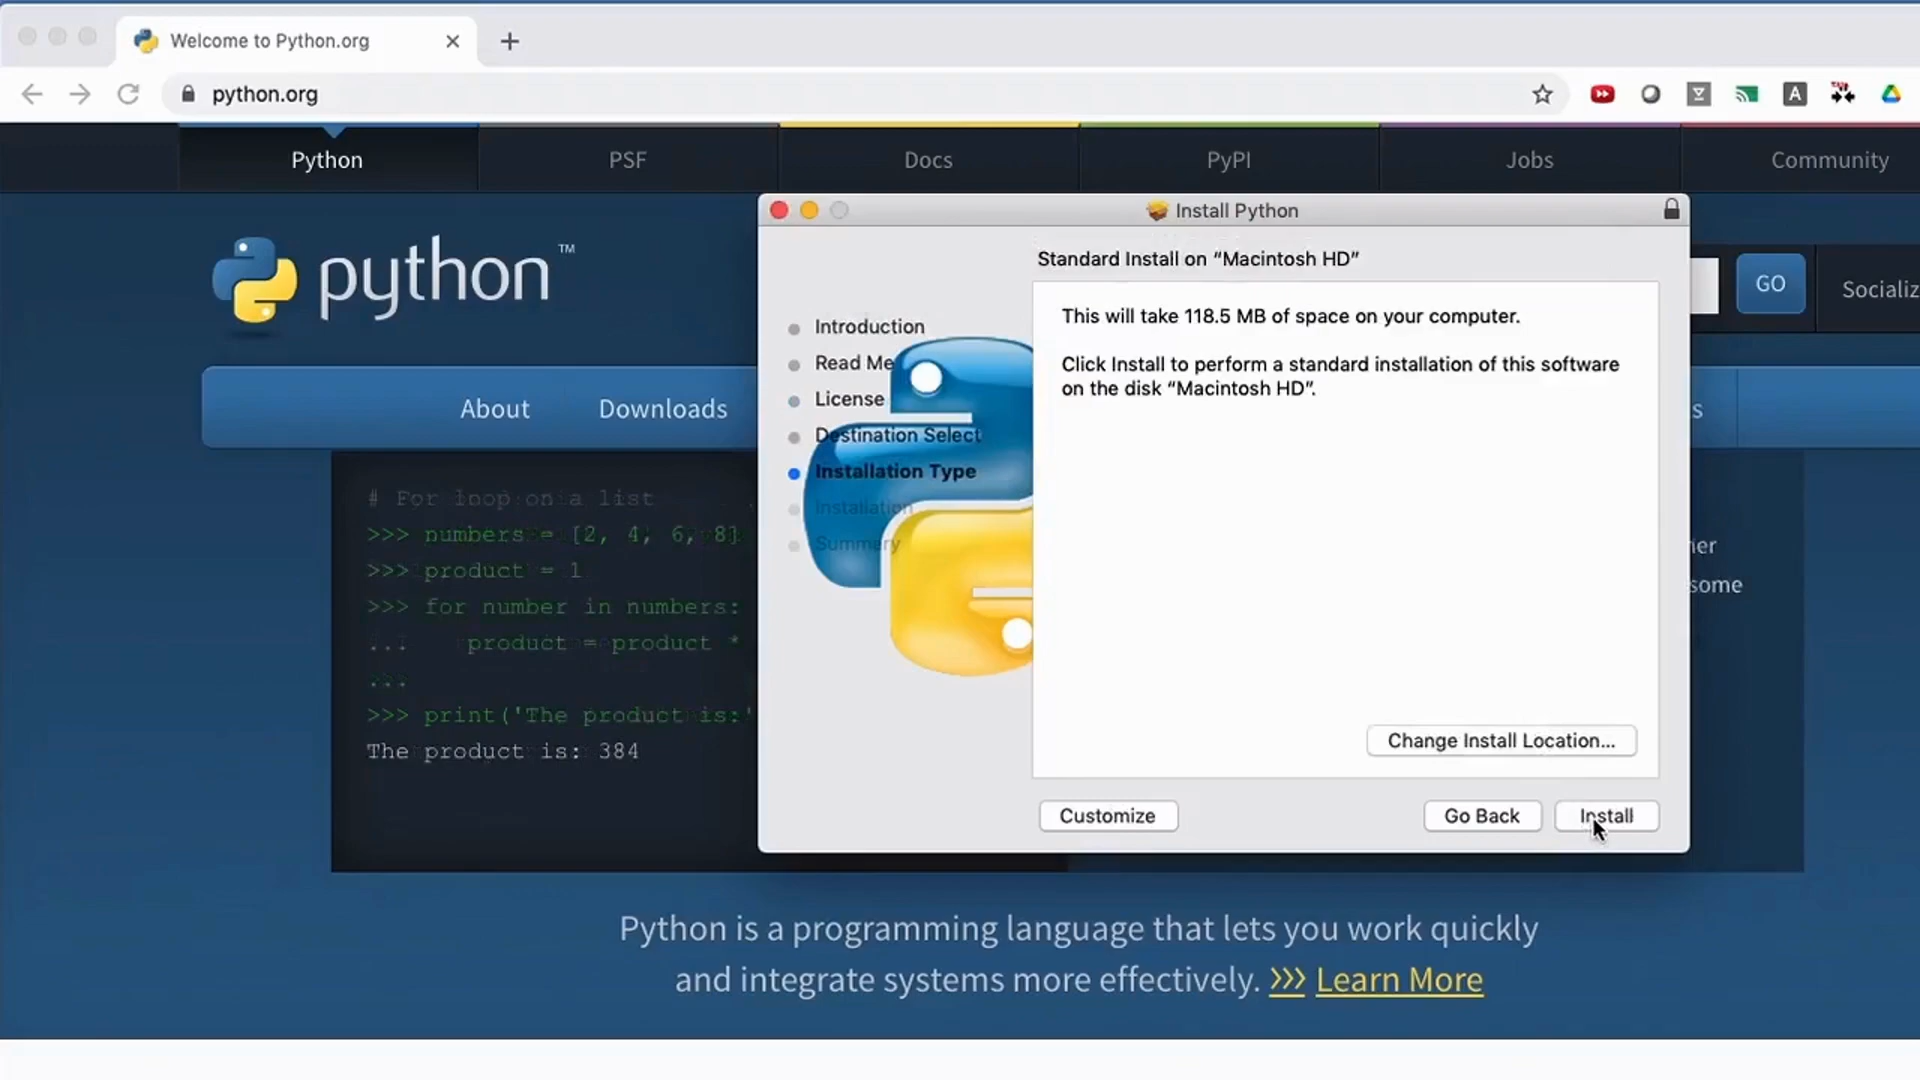 Welcome to Python.org
python.org
Python
PSF
Docs
PyPI
Jobs
Community
python™
GO
Socializ
About
Downloads
s
# For loop on a list
>>> numbers = [2, 4, 6, 8]
>>> product = 1
>>> for number in numbers:
...    product = product *
...
>>> print('The product is:'
The product is: 384
ner
some
Install Python
Standard Install on “Macintosh HD”
Introduction
Read Me
License
Destination Select
Installation Type
Installation
Summary
This will take 118.5 MB of space on your computer.
Click Install to perform a standard installation of this software
on the disk “Macintosh HD”.
Change Install Location...
Customize
Go Back
Install
Python is a programming language that lets you work quickly
and integrate systems more effectively. >>> Learn More